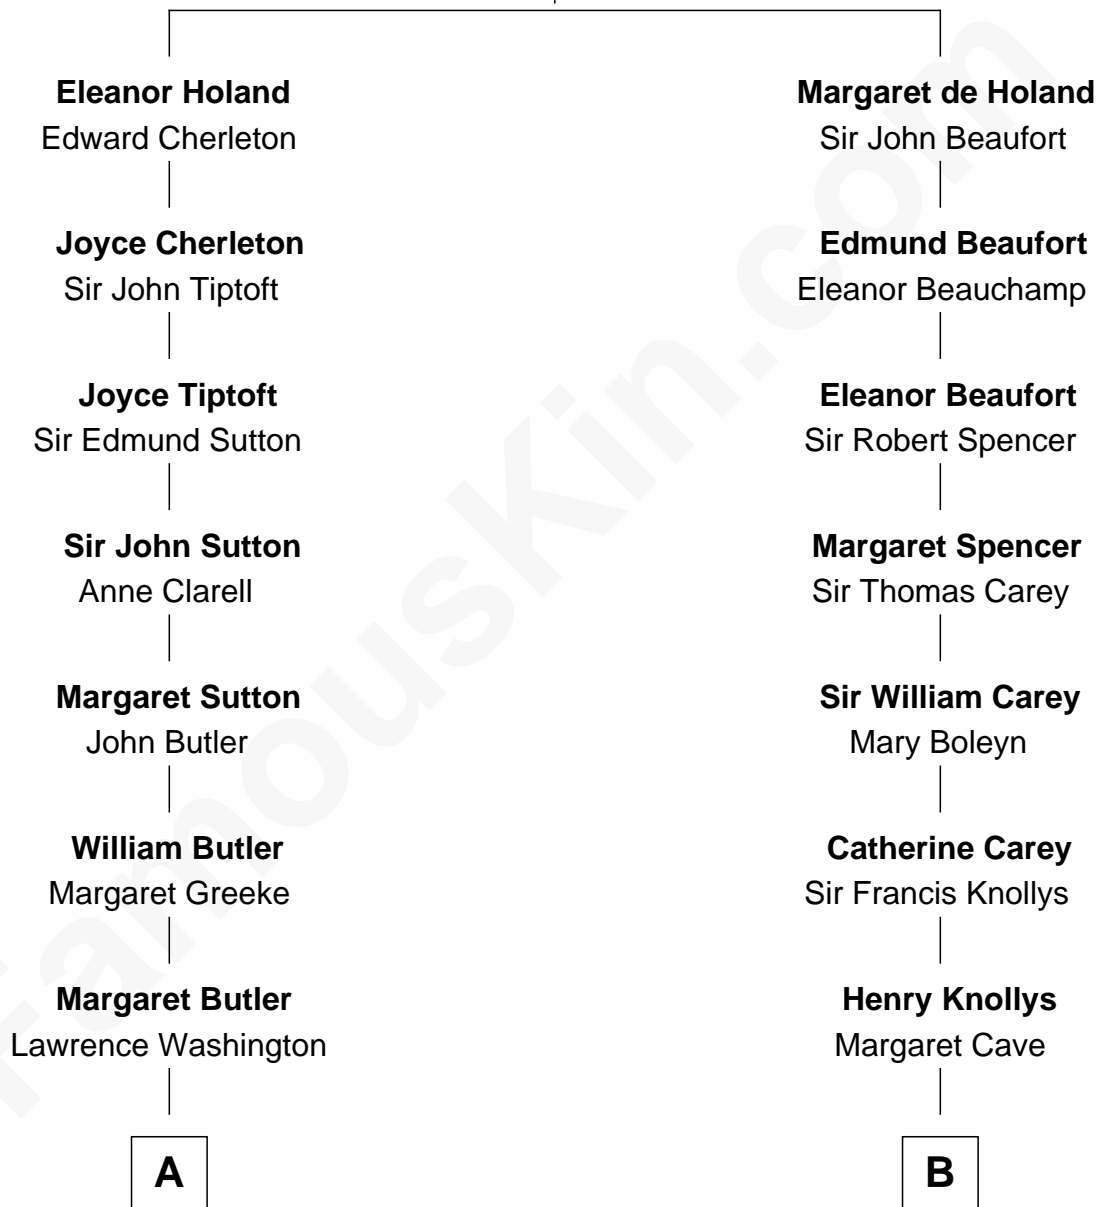 Eleanor Holand
Edward Cherleton
Margaret de Holand
Sir John Beaufort
Joyce Cherleton
Sir John Tiptoft
Edmund Beaufort
Eleanor Beauchamp
Joyce Tiptoft
Sir Edmund Sutton
Eleanor Beaufort
Sir Robert Spencer
Sir John Sutton
Anne Clarell
Margaret Spencer
Sir Thomas Carey
Margaret Sutton
John Butler
Sir William Carey
Mary Boleyn
William Butler
Margaret Greeke
Catherine Carey
Sir Francis Knollys
Margaret Butler
Lawrence Washington
Henry Knollys
Margaret Cave
A
B
FamousKin.com